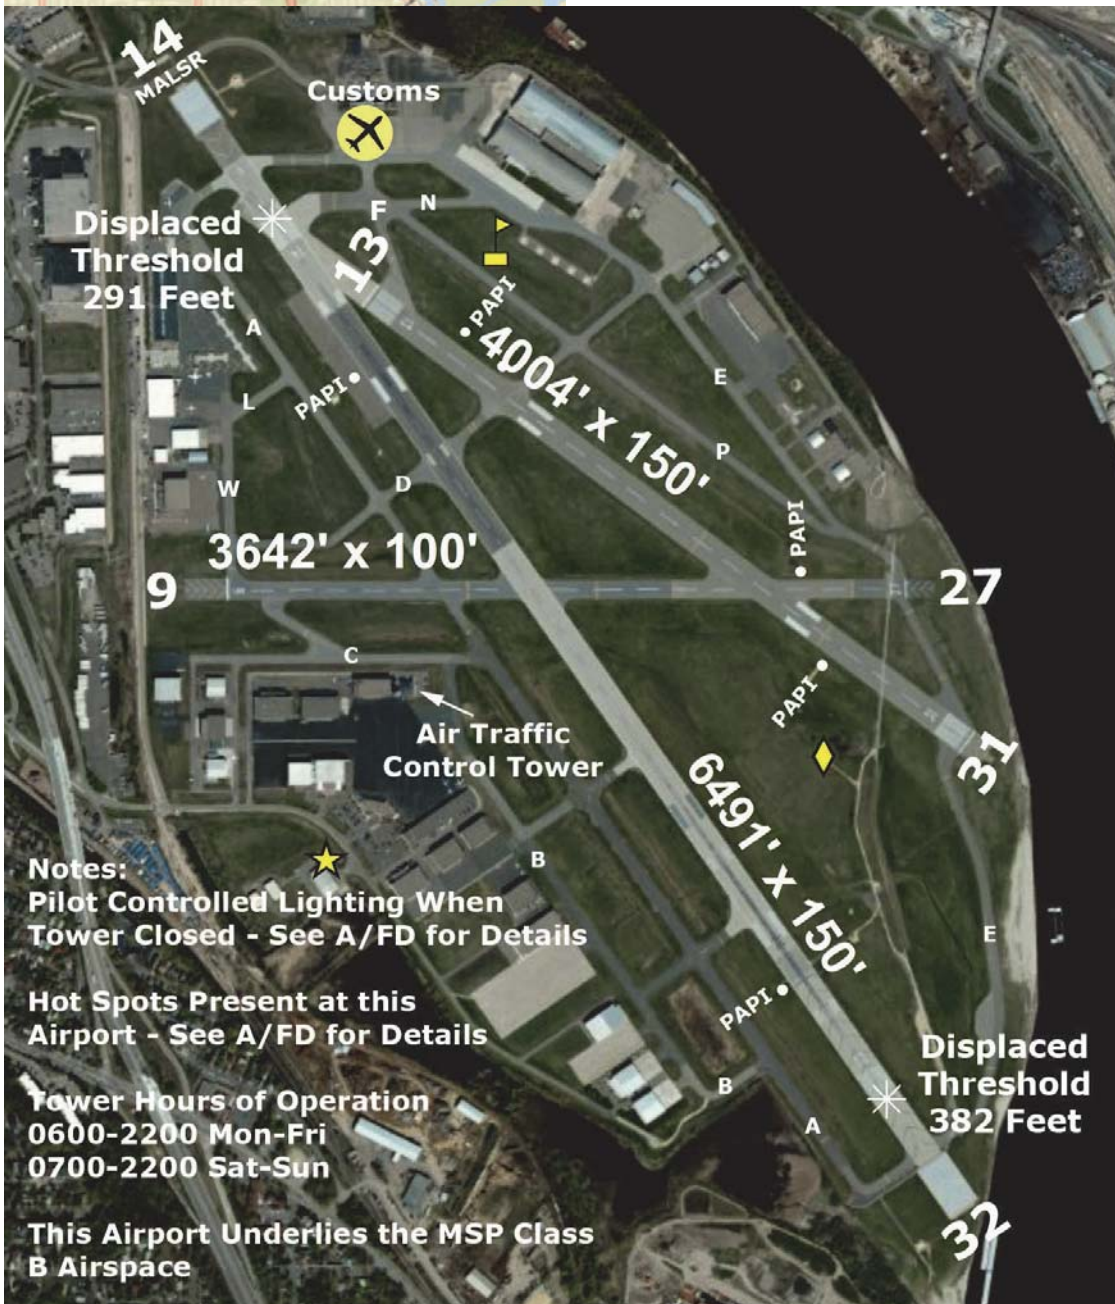 14
MALSR
Customs
Displaced
Threshold
291 Feet
F
N
13
PAPI
4004' x 150'
A
PAPI
L
E
P
W
D
PAPI
3642' x 100'
9
27
C
PAPI
Air Traffic
Control Tower
31
6491' x 150'
B
Notes:
Pilot Controlled Lighting When
Tower Closed - See A/FD for Details
E
PAPI
Hot Spots Present at this
Airport - See A/FD for Details
Displaced
Threshold
382 Feet
B
A
Tower Hours of Operation
0600-2200 Mon-Fri
0700-2200 Sat-Sun
32
This Airport Underlies the MSP Class
B Airspace